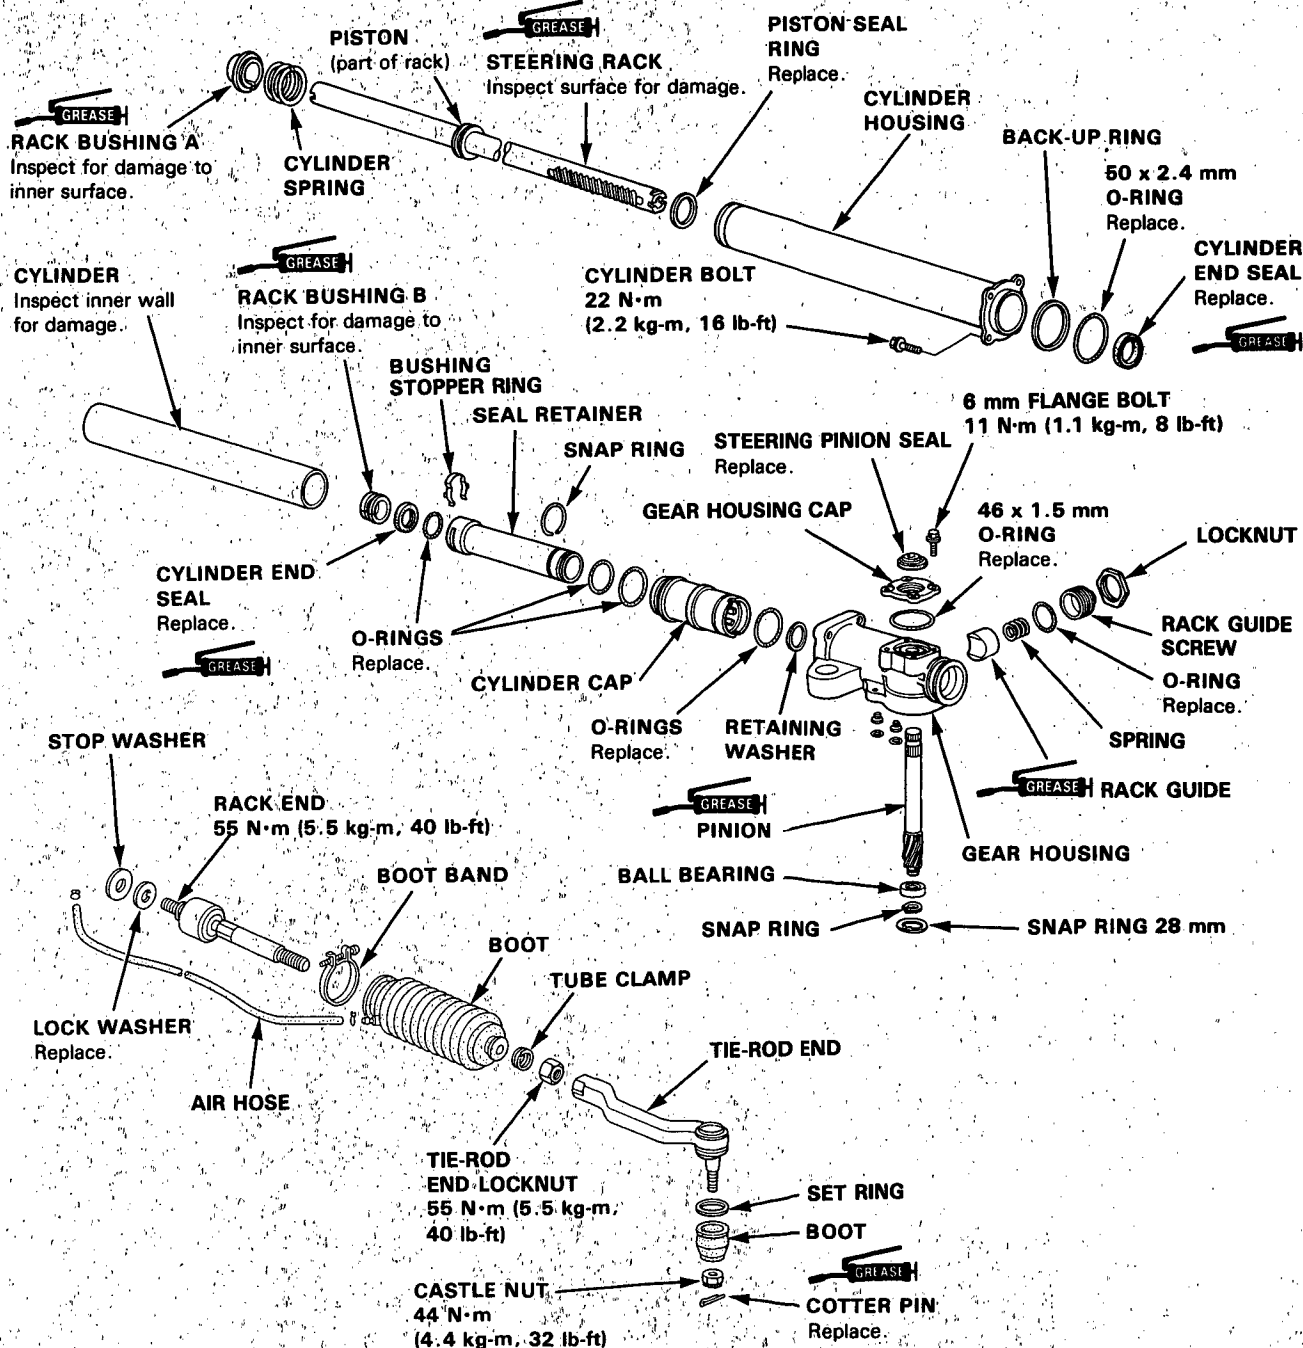 GREASE
PISTON
(part of rack)
STEERING RACK
Inspect surface for damage.
PISTON SEAL
RING
Replace.
GREASE
RACK BUSHING A
Inspect for damage to
inner surface.
CYLINDER
SPRING
CYLINDER
HOUSING
BACK-UP RING
50 x 2.4 mm
O-RING
Replace.
CYLINDER
END SEAL
Replace.
GREASE
CYLINDER
Inspect inner wall
for damage.
GREASE
RACK BUSHING B
Inspect for damage to
inner surface.
CYLINDER BOLT
22 N·m
(2.2 kg-m, 16 lb-ft)
BUSHING
STOPPER RING
SEAL RETAINER
SNAP RING
6 mm FLANGE BOLT
11 N·m (1.1 kg-m, 8 lb-ft)
STEERING PINION SEAL
Replace.
GEAR HOUSING CAP
46 x 1.5 mm
O-RING
Replace.
LOCKNUT
CYLINDER END
SEAL
Replace.
GREASE
O-RINGS
Replace.
CYLINDER CAP
O-RINGS
Replace.
RETAINING
WASHER
RACK GUIDE
SCREW
O-RING
Replace.
SPRING
GREASE
RACK GUIDE
STOP WASHER
RACK END
55 N·m (5.5 kg-m, 40 lb-ft)
GREASE
PINION
GEAR HOUSING
BALL BEARING
SNAP RING
SNAP RING 28 mm
BOOT BAND
BOOT
TUBE CLAMP
LOCK WASHER
Replace.
AIR HOSE
TIE-ROD END
TIE-ROD
END LOCKNUT
55 N·m (5.5 kg-m,
40 lb-ft)
SET RING
BOOT
GREASE
CASTLE NUT
44 N·m
(4.4 kg-m, 32 lb-ft)
COTTER PIN
Replace.